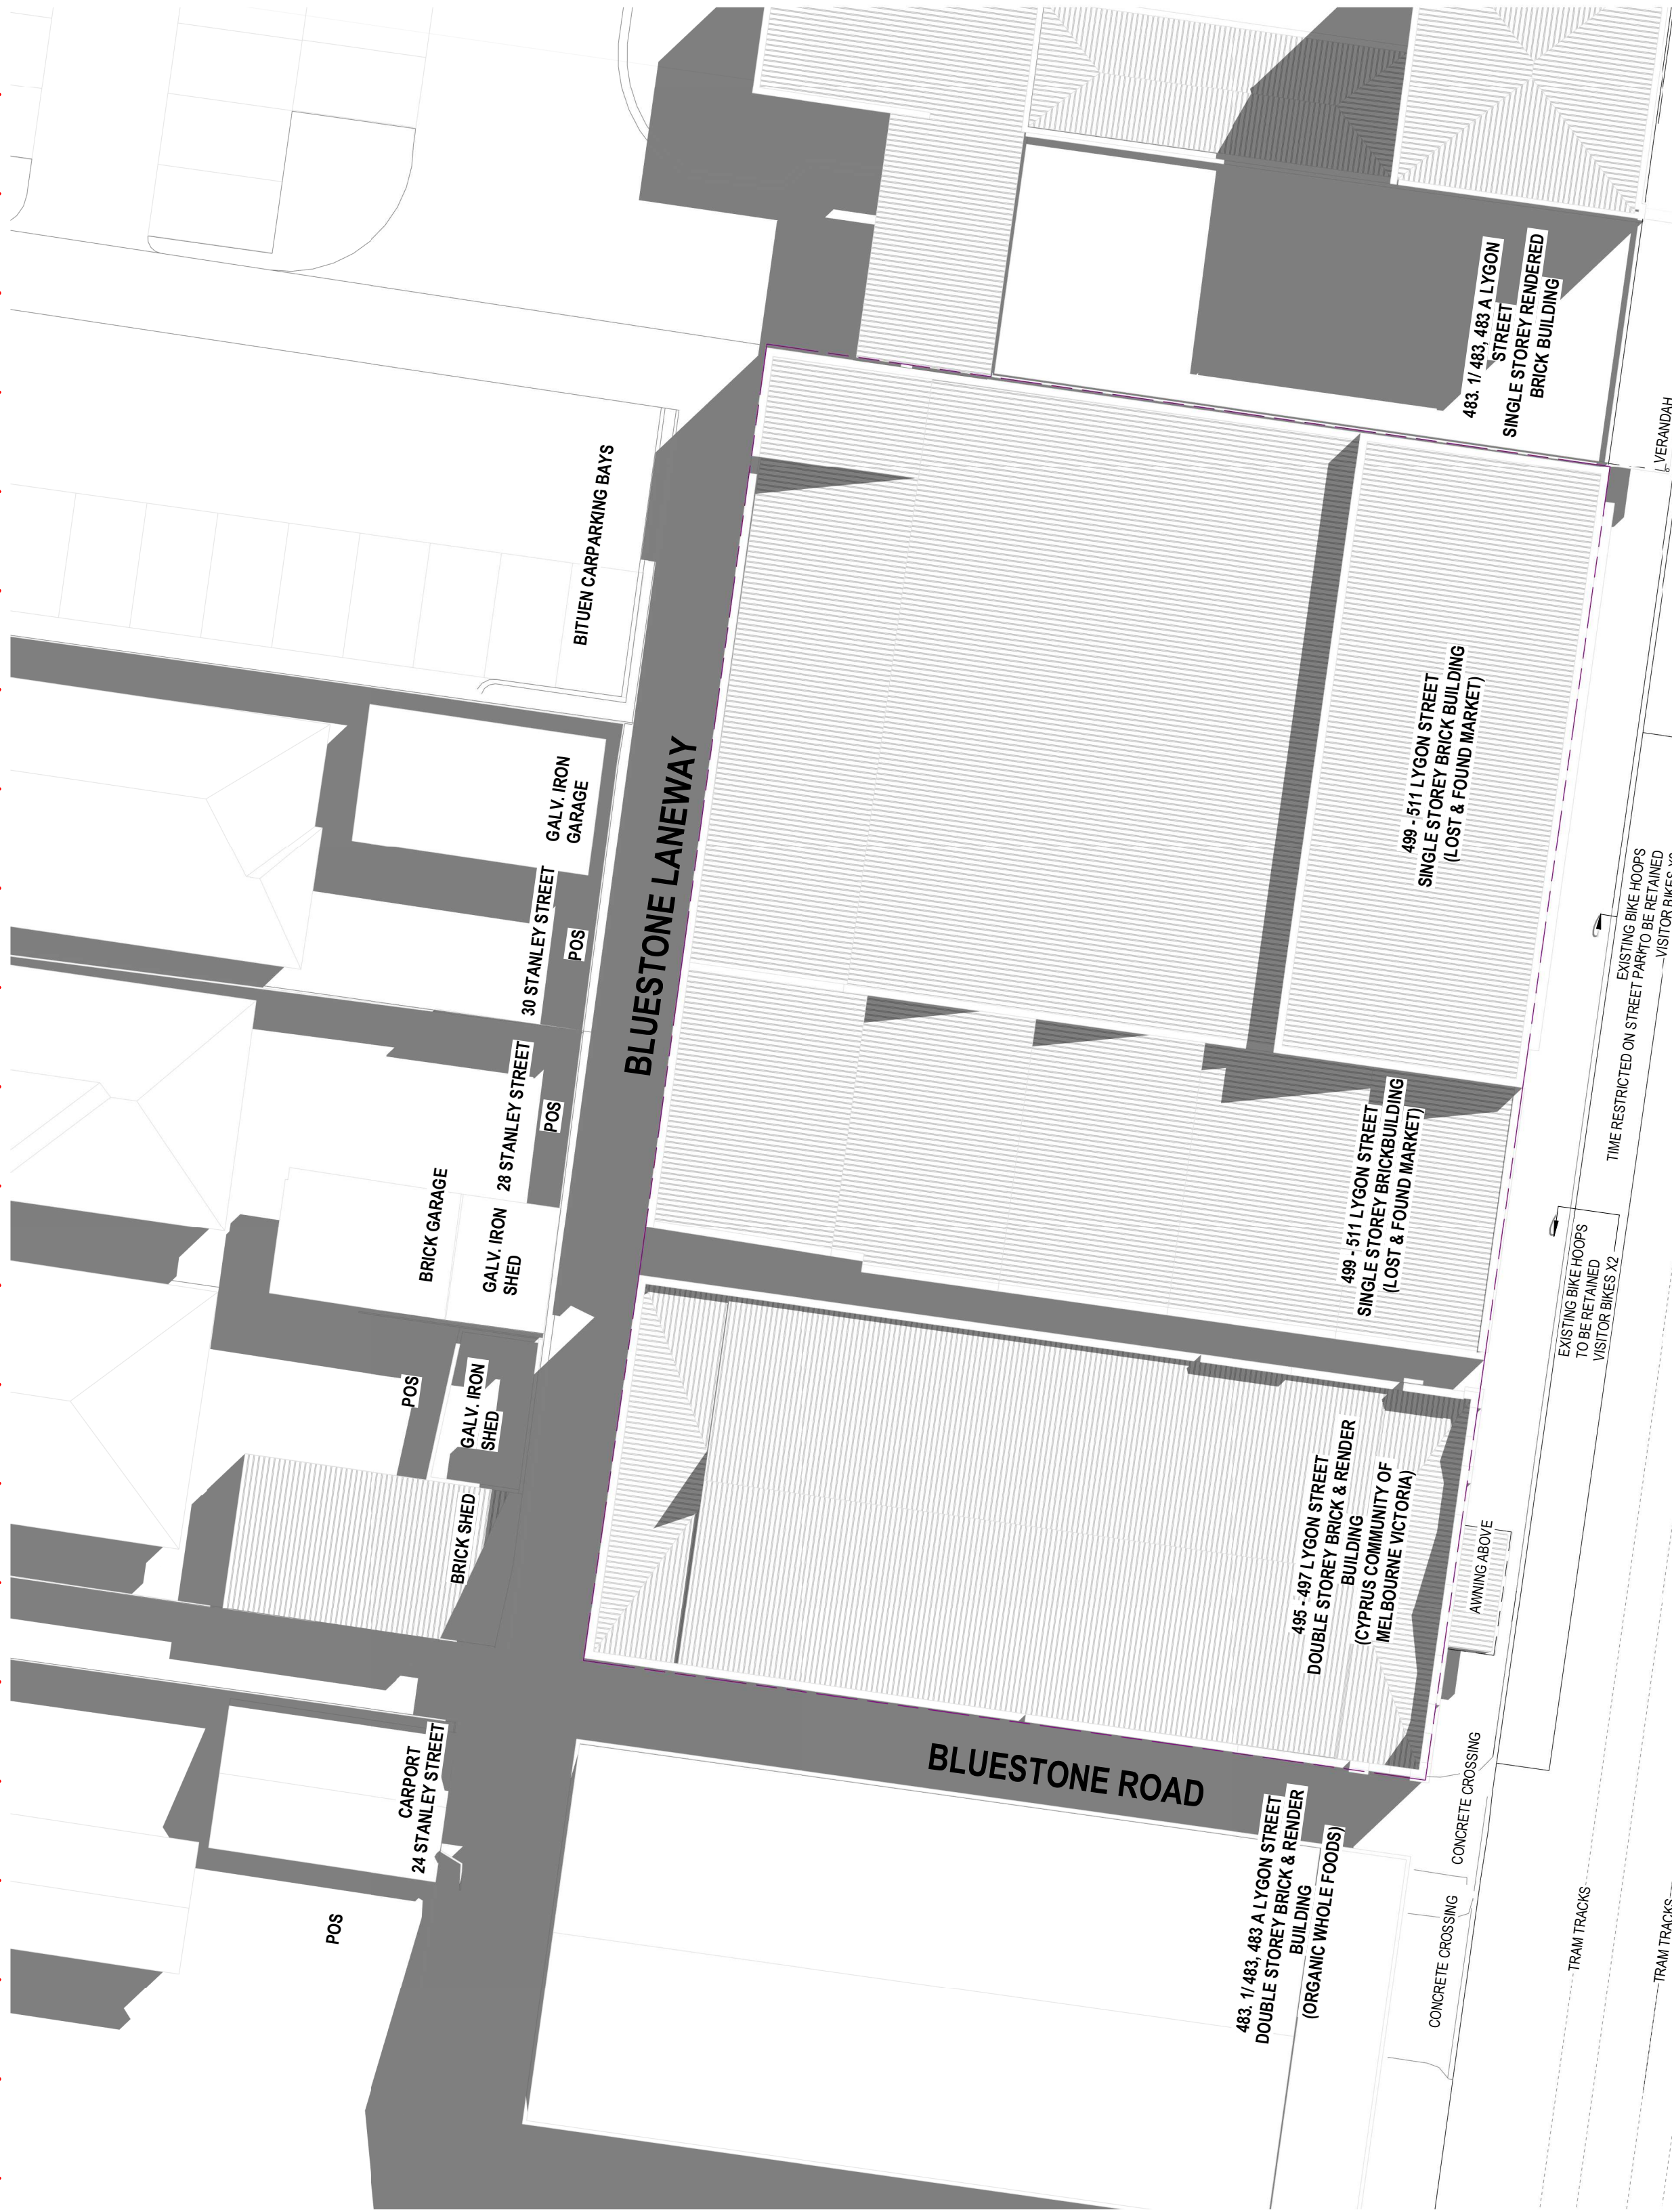 BITUEN CARPARKING BAYS
GALV. IRON
GARAGE
30 STANLEY STREET
POS
BLUESTONE LANEWAY
28 STANLEY STREET
POS
BRICK GARAGE
GALV. IRON
SHED
POS
GALV. IRON
SHED
BRICK SHED
CARPORT
24 STANLEY STREET
POS
483. 1/ 483, 483 A LYGON
STREET
SINGLE STOREY RENDERED
BRICK BUILDING
VERANDAH
499 - 511 LYGON STREET
SINGLE STOREY BRICK BUILDING
(LOST & FOUND MARKET)
EXISTING BIKE HOOPS
TO BE RETAINED
VISITOR BIKES
TIME RESTRICTED ON STREET PARK
499 - 511 LYGON STREET
SINGLE STOREY BRICKBUILDING
(LOST & FOUND MARKET)
EXISTING BIKE HOOPS
TO BE RETAINED
VISITOR BIKES X2
495 - 497 LYGON STREET
DOUBLE STOREY BRICK & RENDER
BUILDING
(CYPRUS COMMUNITY OF
MELBOURNE VICTORIA)
AWNING ABOVE
BLUESTONE ROAD
483. 1/ 483, 483 A LYGON STREET
DOUBLE STOREY BRICK & RENDER
BUILDING
(ORGANIC WHOLE FOODS)
CONCRETE CROSSING
CONCRETE CROSSING
TRAM TRACKS
TRAM TRACKS